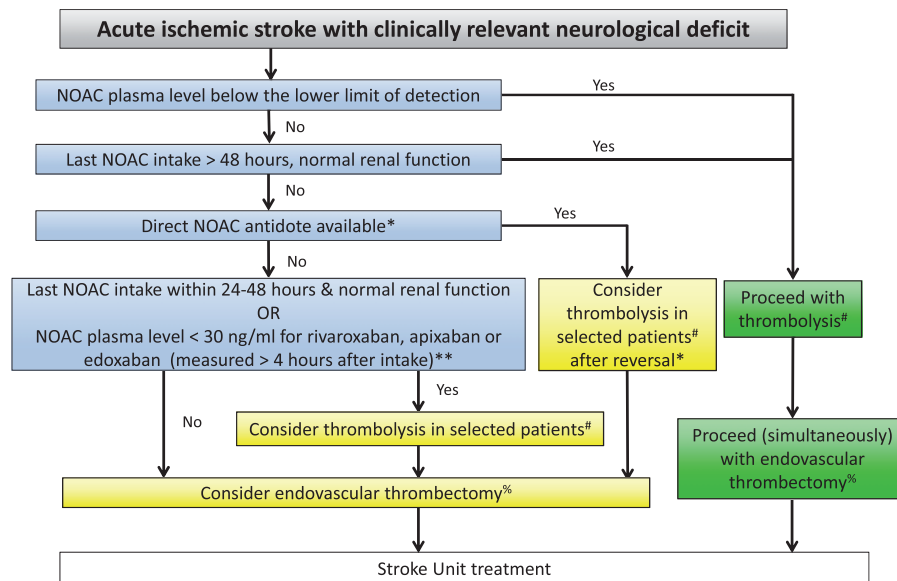 Acute ischemic stroke with clinically relevant neurological deficit
NOAC plasma level below the lower limit of detection
Yes
No
Last NOAC intake > 48 hours, normal renal function
Yes
No
Direct NOAC antidote available*
Yes
No
Last NOAC intake within 24-48 hours & normal renal function
OR
NOAC plasma level < 30 ng/ml for rivaroxaban, apixaban or
edoxaban (measured > 4 hours after intake)**
Consider
thrombolysis in
selected patients#
after reversal*
Proceed with
thrombolysis#
Yes
No
Consider thrombolysis in selected patients#
Proceed (simultaneously)
with endovascular
thrombectomy%
Consider endovascular thrombectomy%
Stroke Unit treatment